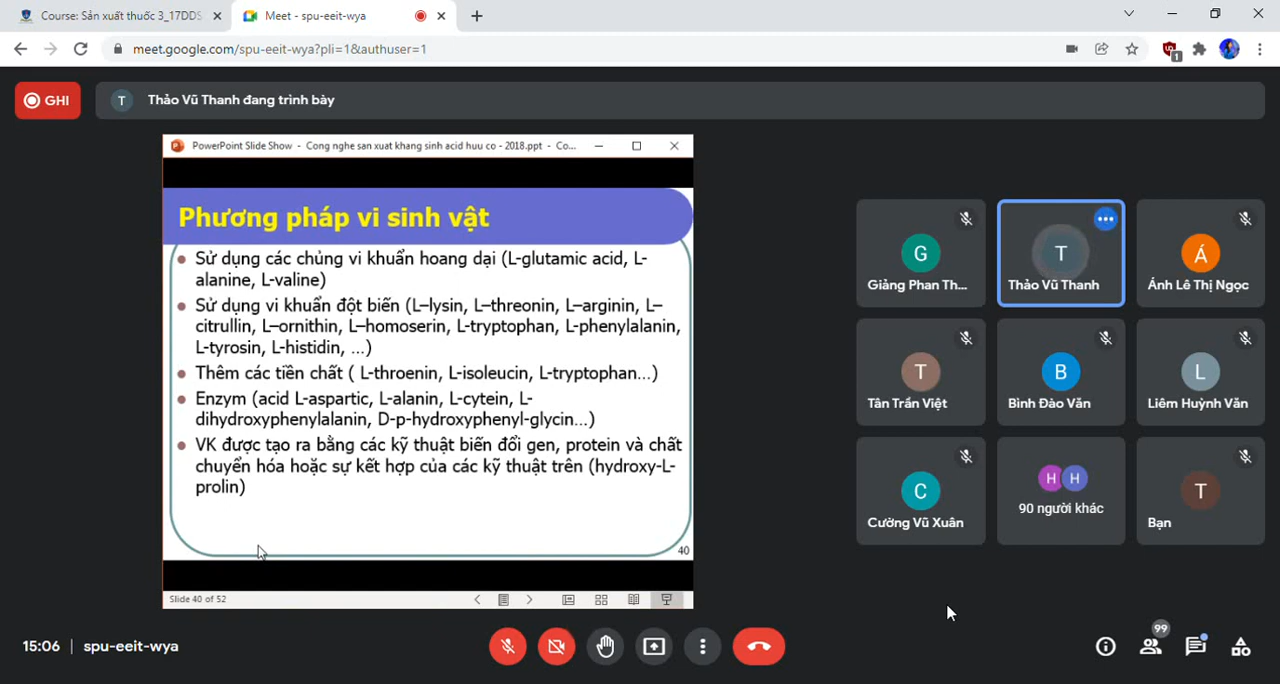 Course: Sản xuất thuốc 3_17DDS
Meet - spu-eeit-wya
meet.google.com/spu-eeit-wya?pli=1&authuser=1
1
GHI
T
Thảo Vũ Thanh đang trình bày
PowerPoint Slide Show - Cong nghe san xuat khang sinh acid huu co - 2018.ppt - Co...
Phương pháp vi sinh vật
Sử dụng các chủng vi khuẩn hoang dại (L-glutamic acid, L-
alanine, L-valine)
Sử dụng vi khuẩn đột biến (L–lysin, L–threonin, L–arginin, L–
citrullin, L–ornithin, L–homoserin, L-tryptophan, L-phenylalanin,
L-tyrosin, L-histidin, ...)
Thêm các tiền chất ( L-throenin, L-isoleucin, L-tryptophan...)
Enzym (acid L-aspartic, L-alanin, L-cytein, L-
dihydroxyphenylalanin, D-p-hydroxyphenyl-glycin...)
VK được tạo ra bằng các kỹ thuật biến đổi gen, protein và chất
chuyển hóa hoặc sự kết hợp của các kỹ thuật trên (hydroxy-L-
prolin)
40
Slide 40 of 52
G
Giảng Phan Th...
T
Thảo Vũ Thanh
Á
Ánh Lê Thị Ngọc
T
Tân Trần Việt
B
Bình Đào Văn
L
Liêm Huỳnh Văn
C
Cường Vũ Xuân
H H
90 người khác
T
Bạn
15:06 | spu-eeit-wya
99